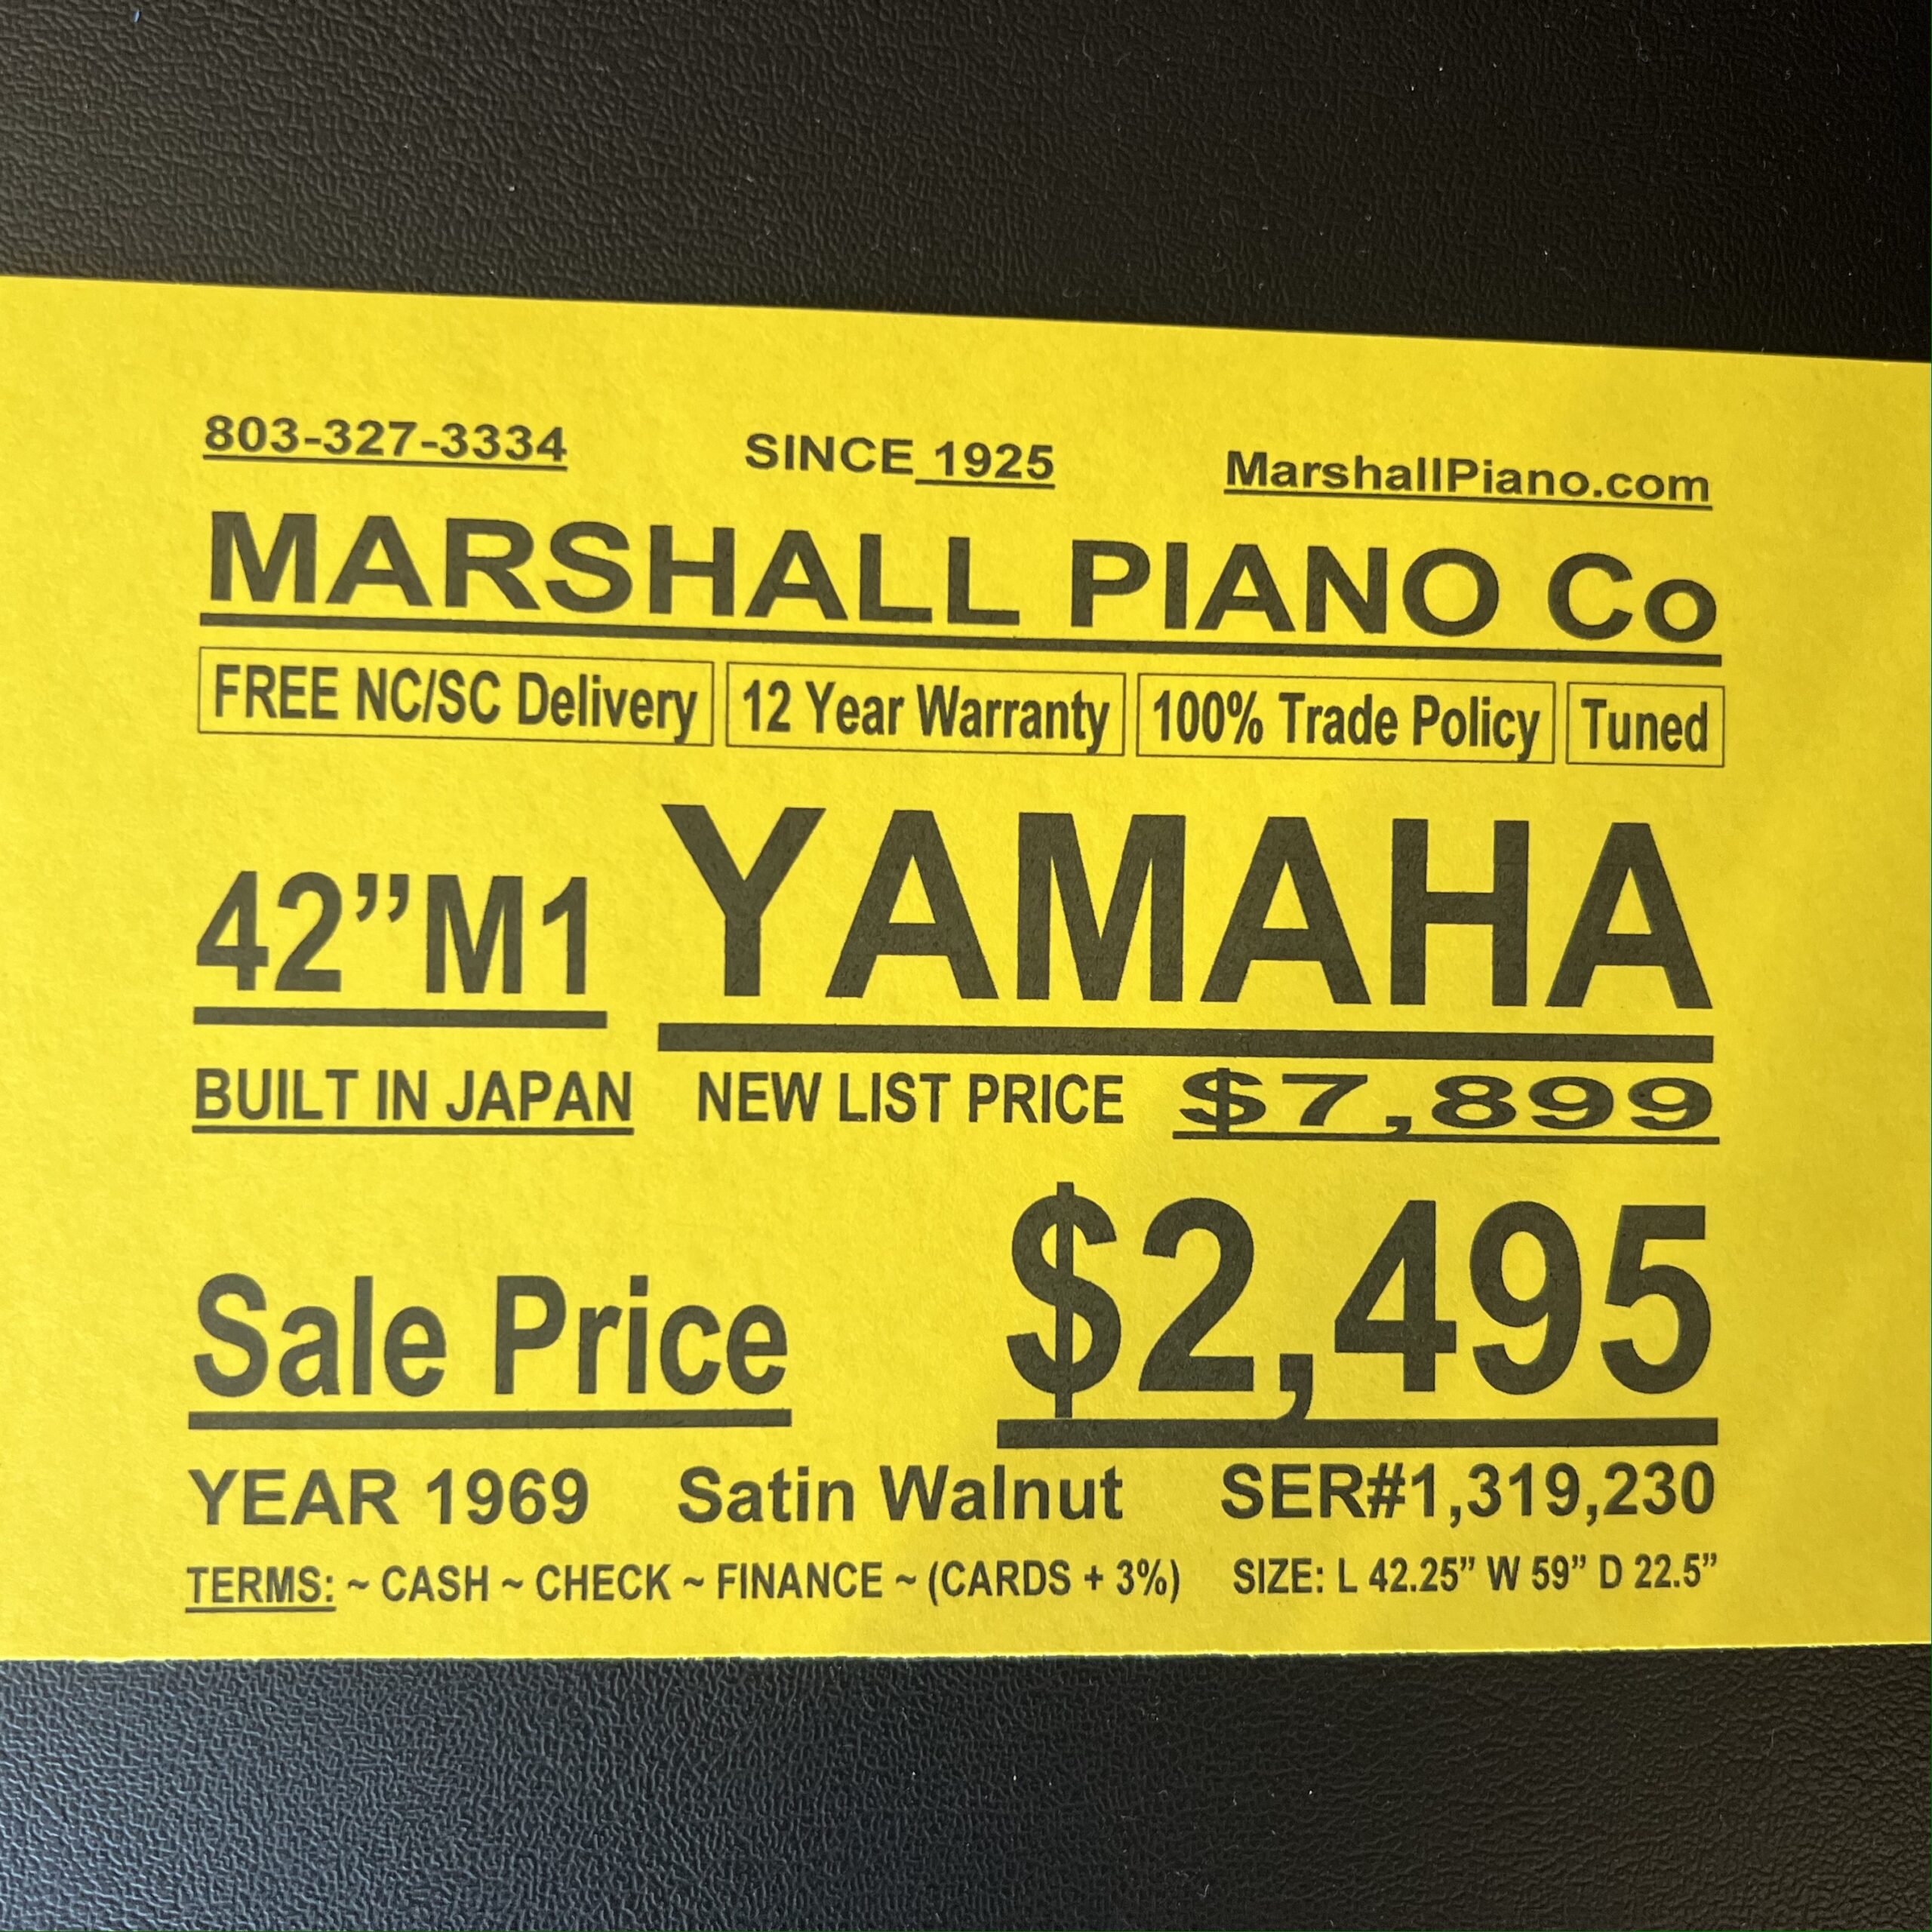 803-327-3334 SINCE 1925 MarshallPiano.com
MARSHALL PIANO Co
FREE NC/SC Delivery 12 Year Warranty 100% Trade Policy Tuned
42”M1 YAMAHA
BUILT IN JAPAN NEW LIST PRICE $7,899
Sale Price $2,495
YEAR 1969 Satin Walnut SER#1,319,230
TERMS: ~ CASH ~ CHECK ~ FINANCE ~ (CARDS + 3%) SIZE: L 42.25” W 59” D 22.5”